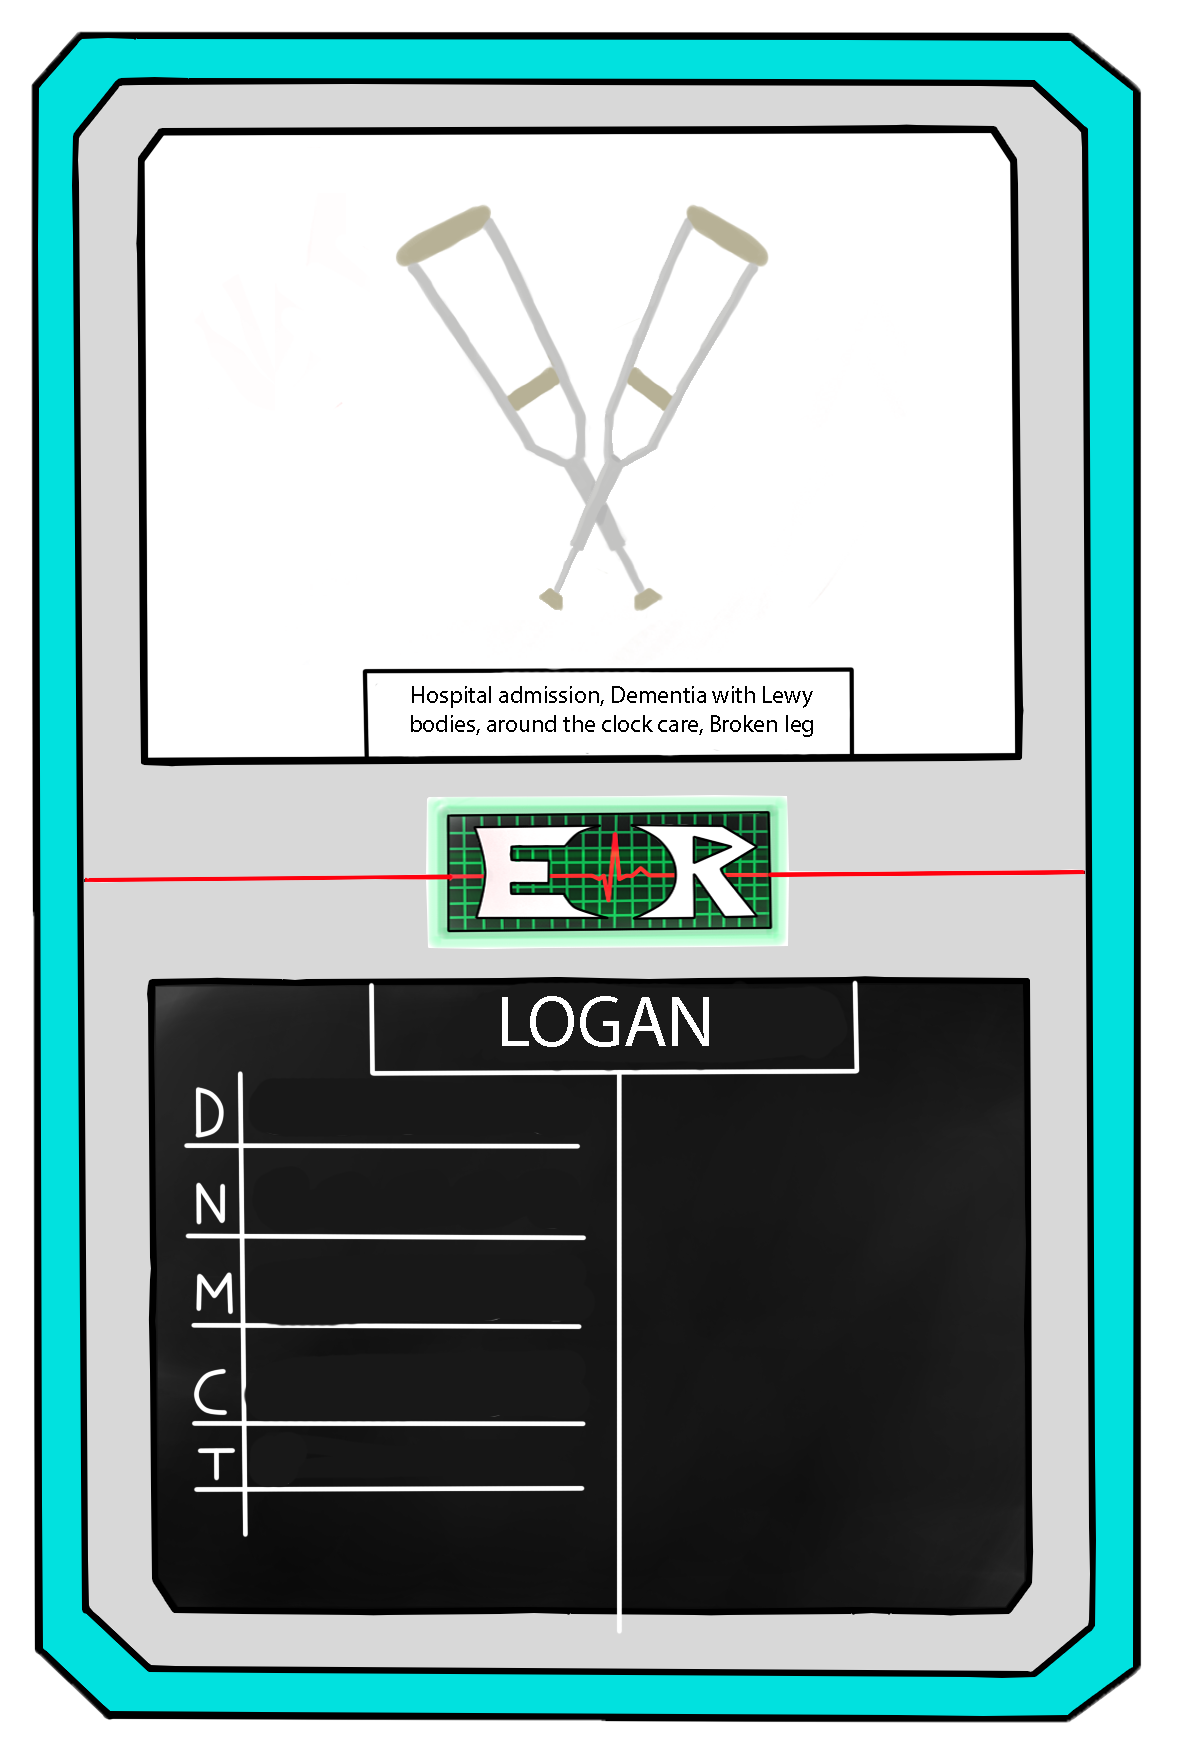 Hospital admission, Dementia with Lewy
bodies, around the clock care, Broken leg
ER
LOGAN
D
N
M
C
T